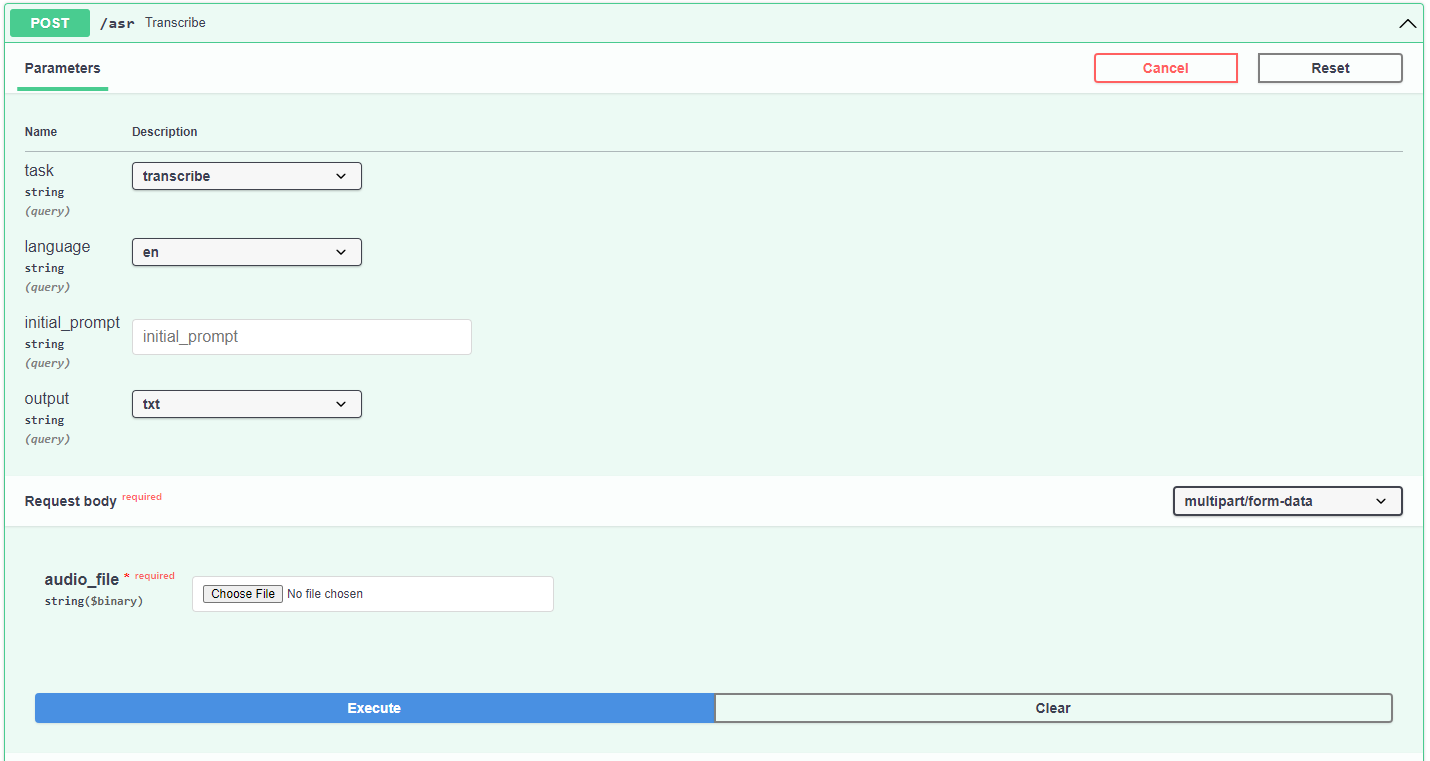 POST /asr Transcribe
Parameters Cancel Reset
Name Description
task transcribe
string
(query)
language en
string
(query)
initial_prompt initial_prompt
string
(query)
output txt
string
(query)
Request body required multipart/form-data
audio_file * required
string($binary) Choose File No file chosen
Execute Clear